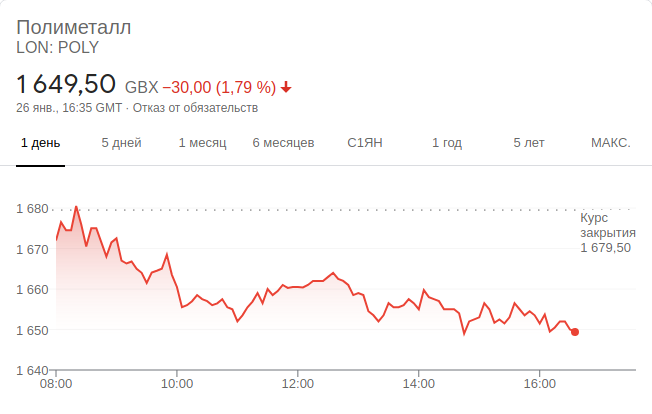 Полиметалл
LON: POLY
1 649,50 GBX −30,00 (1,79 %)
26 янв., 16:35 GMT · Отказ от обязательств
1 день 5 дней 1 месяц 6 месяцев С1ЯН 1 год 5 лет МАКС.
1 680
Курс
закрытия
1 679,50
1 670
1 660
1 650
1 640
08:00 10:00 12:00 14:00 16:00